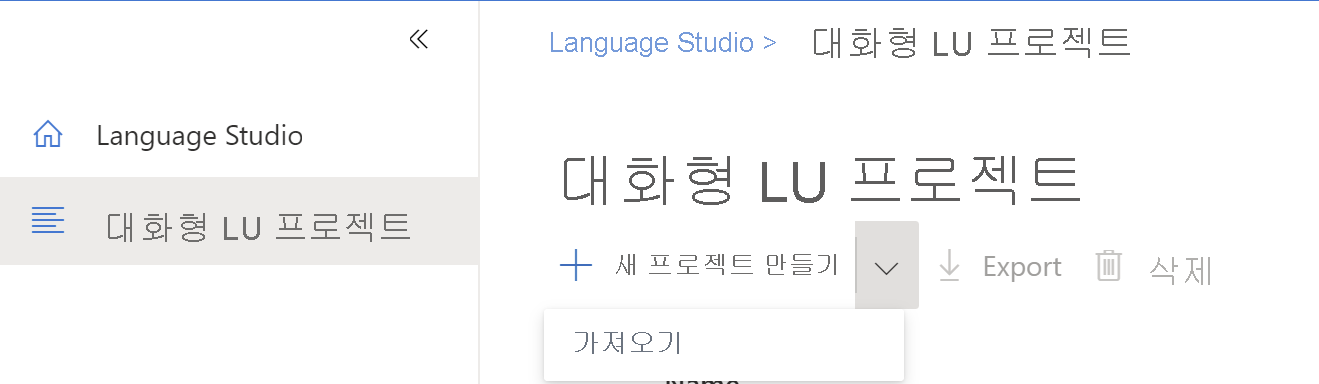 Language Studio > 대화형 LU 프로젝트
Language Studio
대화형 LU 프로젝트
대화형 LU 프로젝트
새 프로젝트 만들기 Export 삭제
가져오기
Name